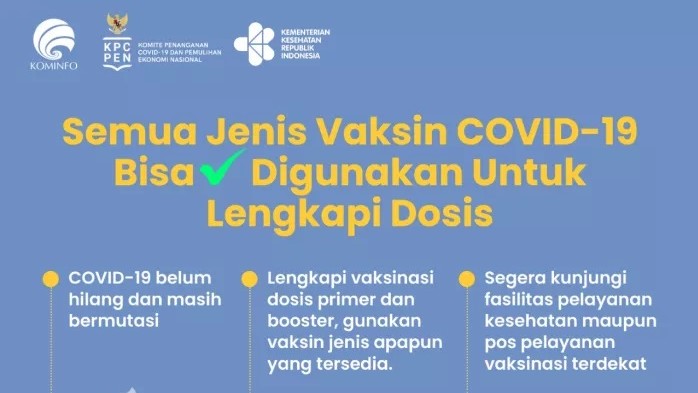 KOMINFO
KPC
PEN
KOMITE PENANGANAN
COVID-19 DAN PEMULIHAN
EKONOMI NASIONAL
KEMENTERIAN
KESEHATAN
REPUBLIK
INDONESIA
Semua Jenis Vaksin COVID-19
Bisa Digunakan Untuk
Lengkapi Dosis
COVID-19 belum
hilang dan masih
bermutasi
Lengkapi vaksinasi
dosis primer dan
booster, gunakan
vaksin jenis apapun
yang tersedia.
Segera kunjungi
fasilitas pelayanan
kesehatan maupun
pos pelayanan
vaksinasi terdekat